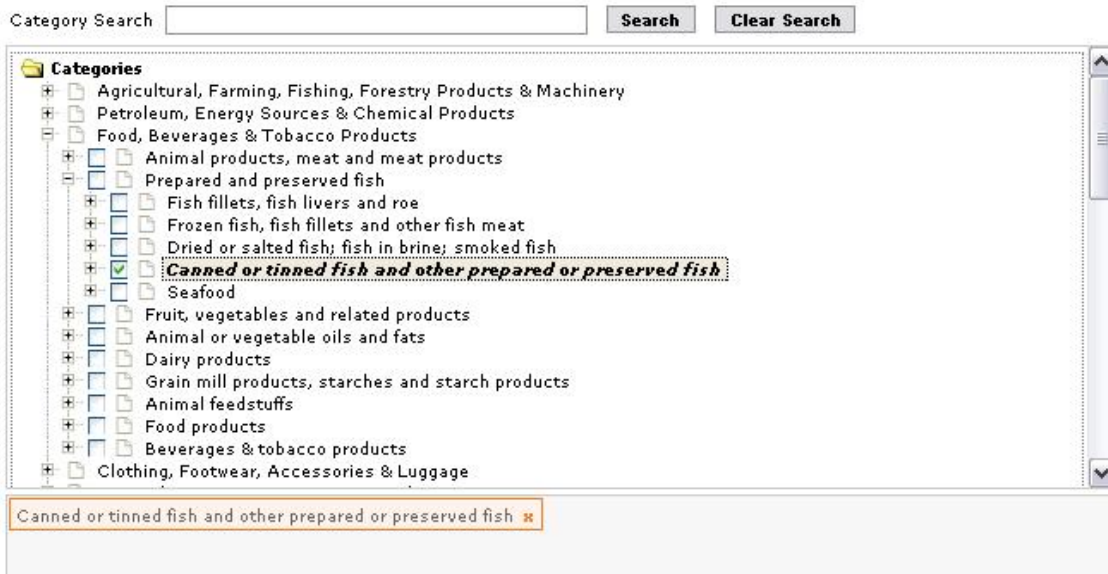 Category Search Search Clear Search
Categories
Agricultural, Farming, Fishing, Forestry Products & Machinery
Petroleum, Energy Sources & Chemical Products
Food, Beverages & Tobacco Products
Animal products, meat and meat products
Prepared and preserved fish
Fish fillets, fish livers and roe
Frozen fish, fish fillets and other fish meat
Dried or salted fish; fish in brine; smoked fish
Canned or tinned fish and other prepared or preserved fish
Seafood
Fruit, vegetables and related products
Animal or vegetable oils and fats
Dairy products
Grain mill products, starches and starch products
Animal feedstuffs
Food products
Beverages & tobacco products
Clothing, Footwear, Accessories & Luggage
Canned or tinned fish and other prepared or preserved fish x